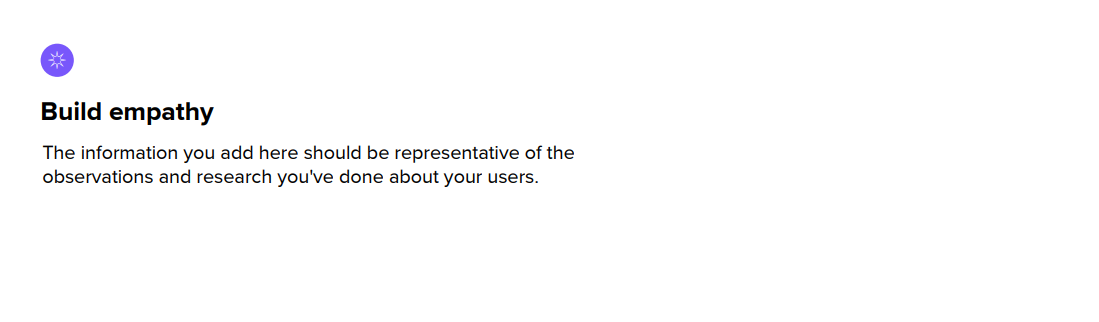 Build empathy
The information you add here should be representative of the
observations and research you've done about your users.